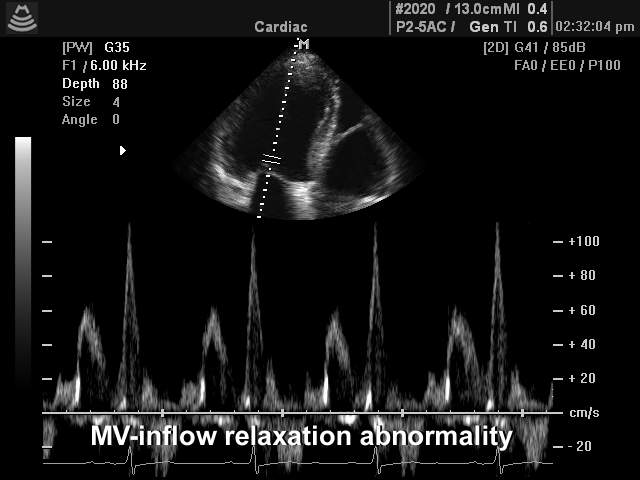 #2020 / 13.0cm MI 0.4
Cardiac P2-5AC / Gen TI 0.6 02:32:04 pm
[PW] G35
F1 / 6.00 kHz
Depth 88
Size 4
Angle 0
M
[2D] G41 / 85dB
FA0 / EE0 / P100
+100
+ 80
+ 60
+ 40
+ 20
cm/s
- 20
MV-inflow relaxation abnormality